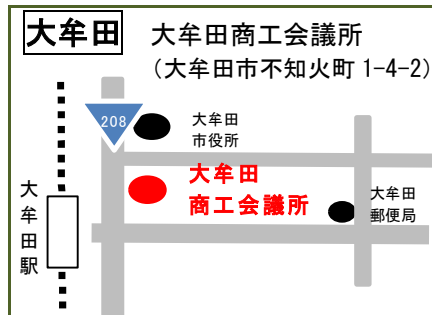 大牟田 大牟田商工会議所
（大牟田市不知火町 1-4-2）
208
大牟田
市役所
大牟田
商工会議所
大牟田
郵便局
大牟田駅